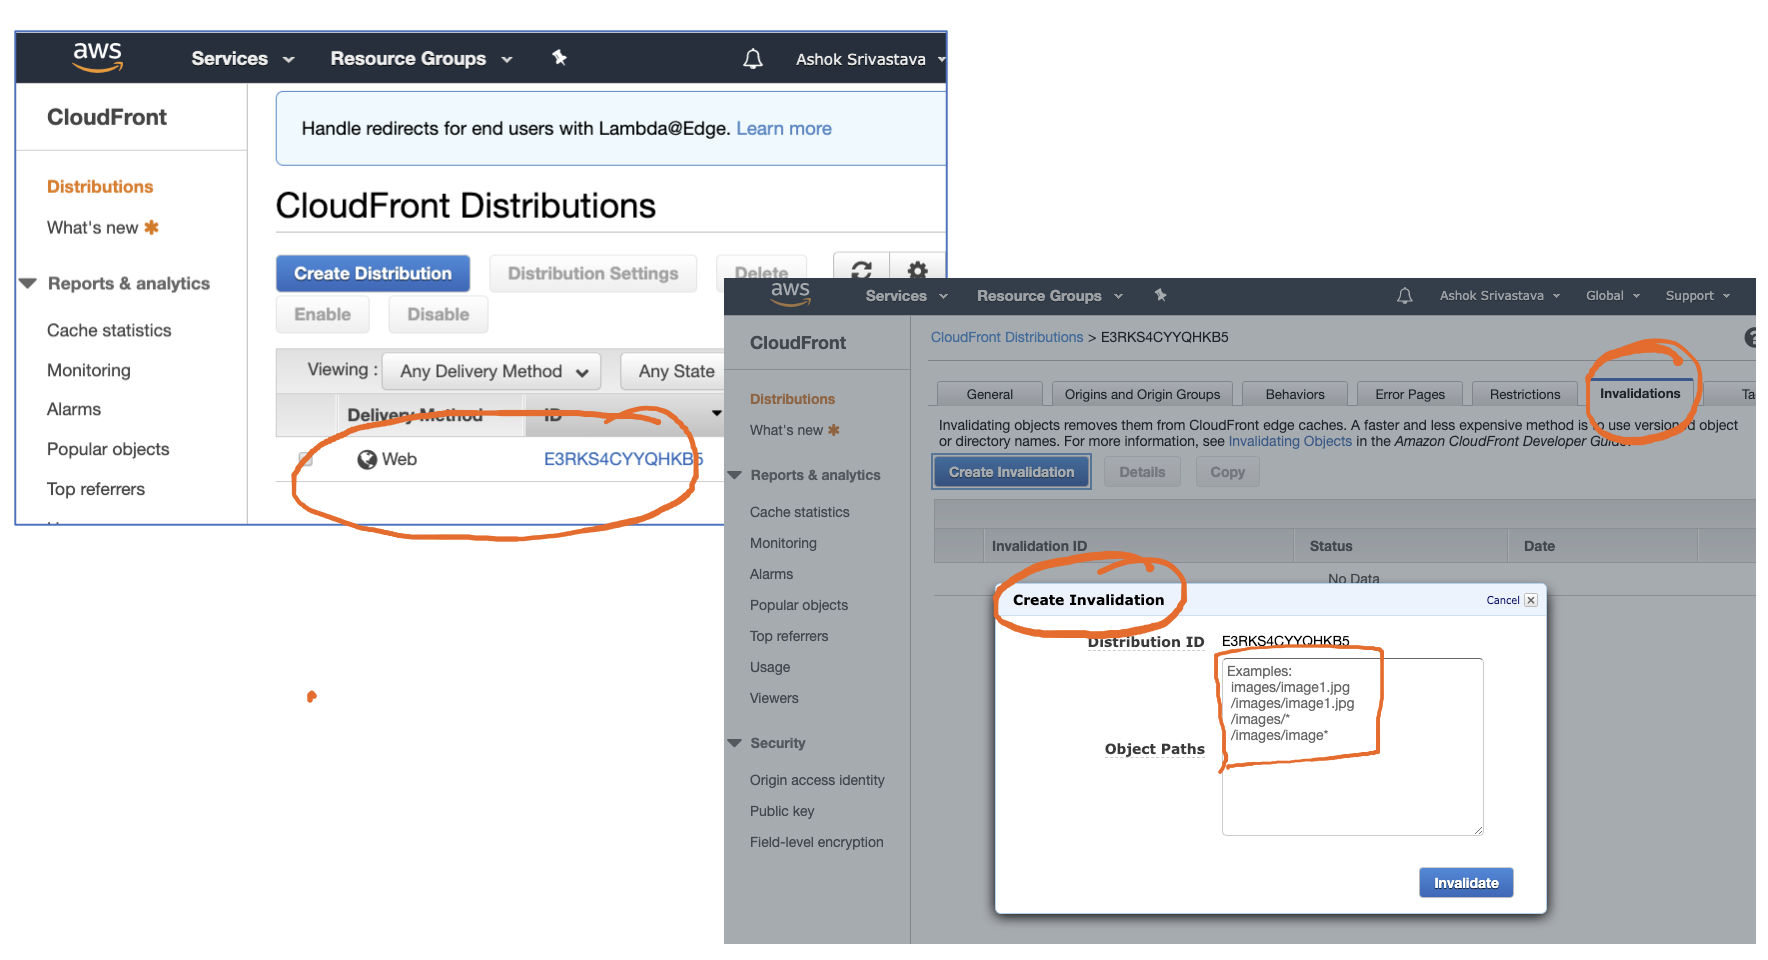 aws Services Resource Groups Ashok Srivastava
CloudFront
Distributions
What's new
Reports & analytics
Cache statistics
Monitoring
Alarms
Popular objects
Top referrers
Handle redirects for end users with Lambda@Edge. Learn more
CloudFront Distributions
Create Distribution Distribution Settings Delete
Enable Disable
Viewing : Any Delivery Method Any State
Delivery Method ID
Web E3RKS4CYYQHKB5
aws Services Resource Groups Ashok Srivastava Global Support
CloudFront
Distributions
What's new
Reports & analytics
Cache statistics
Monitoring
Alarms
Popular objects
Top referrers
Usage
Viewers
Security
Origin access identity
Public key
Field-level encryption
CloudFront Distributions > E3RKS4CYYQHKB5
General Origins and Origin Groups Behaviors Error Pages Restrictions Invalidations Ta
Invalidating objects removes them from CloudFront edge caches. A faster and less expensive method is to use versioned object
or directory names. For more information, see Invalidating Objects in the Amazon CloudFront Developer Guide.
Create Invalidation Details Copy
Invalidation ID Status Date
No Data
Create Invalidation Cancel
Distribution ID E3RKS4CYYQHKB5
Object Paths
Examples:
images/image1.jpg
/images/image1.jpg
/images/*
/images/image*
Invalidate